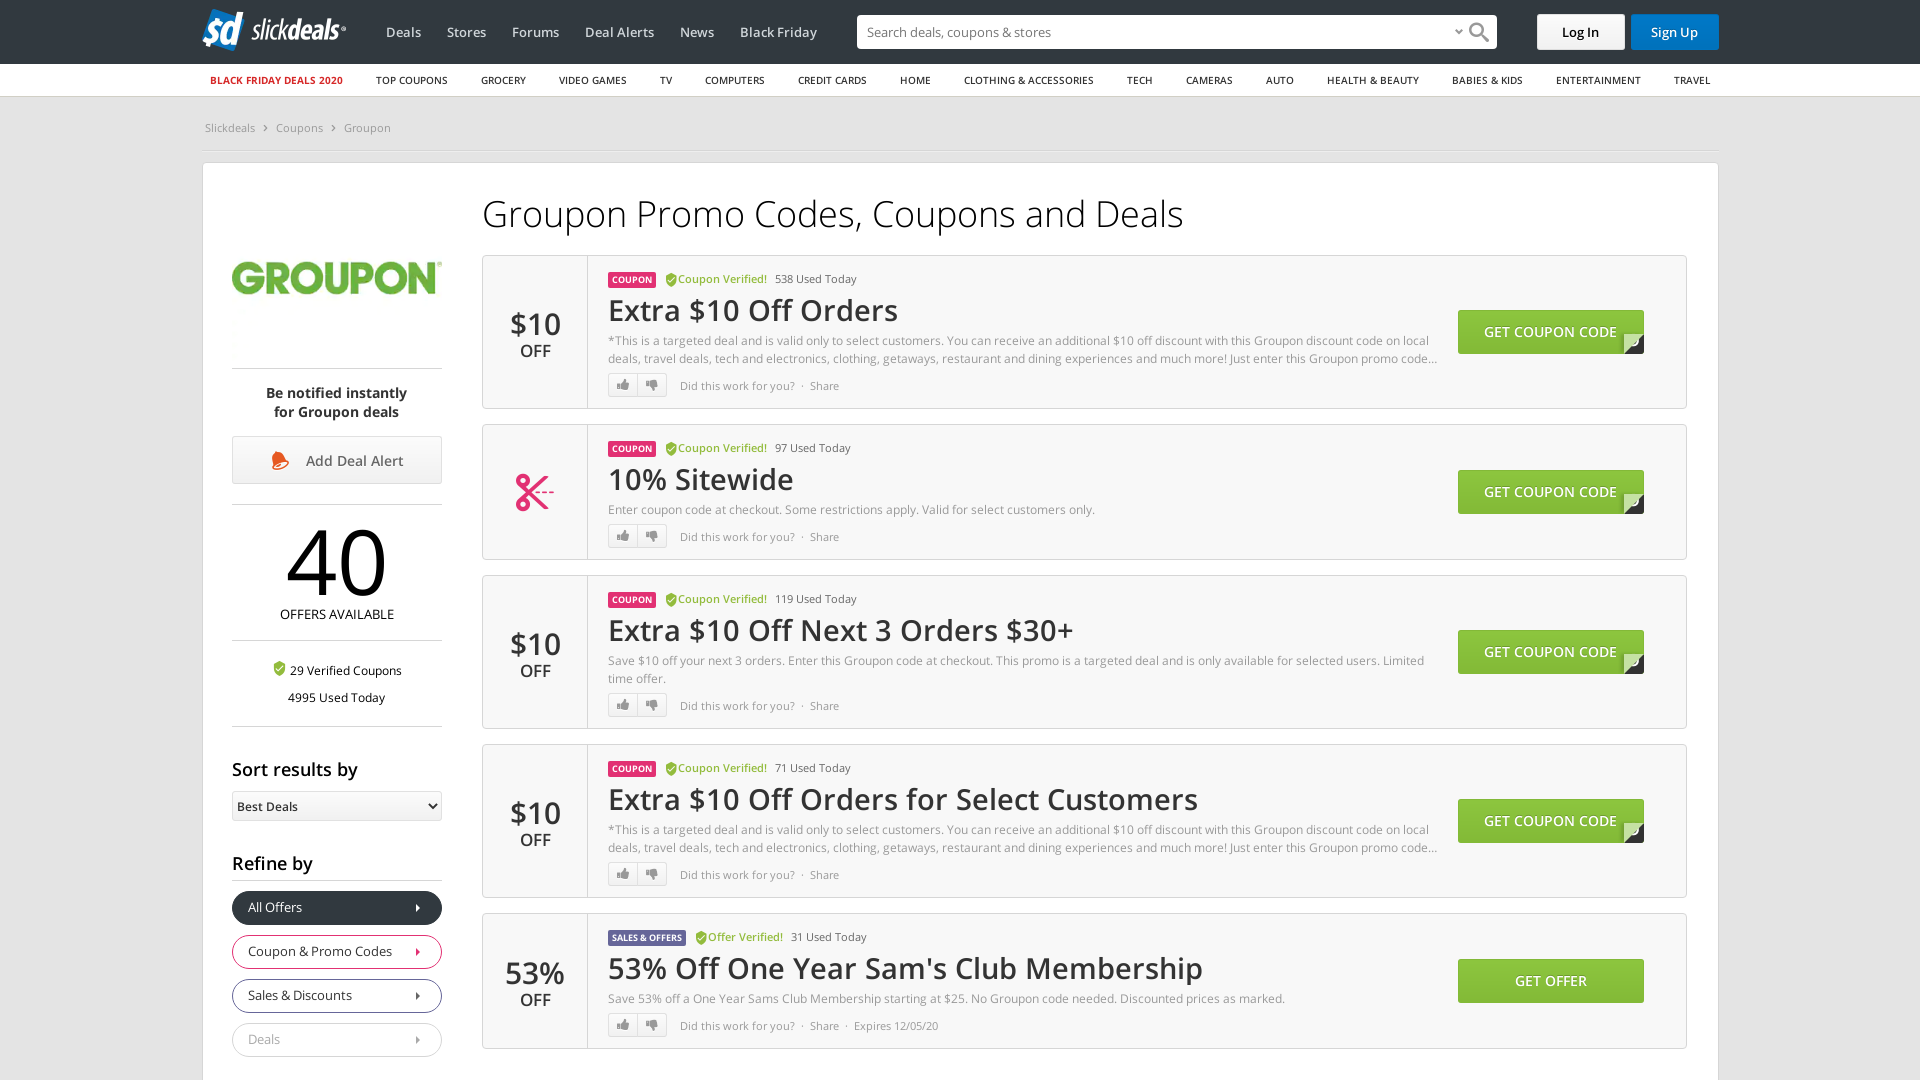 sd slickdeals
Deals Stores Forums Deal Alerts News Black Friday Search deals, coupons & stores Log In Sign Up
BLACK FRIDAY DEALS 2020 TOP COUPONS GROCERY VIDEO GAMES TV COMPUTERS CREDIT CARDS HOME CLOTHING & ACCESSORIES TECH CAMERAS AUTO HEALTH & BEAUTY BABIES & KIDS ENTERTAINMENT TRAVEL
Slickdeals › Coupons › Groupon
GROUPON
Be notified instantly
for Groupon deals
Add Deal Alert
40
OFFERS AVAILABLE
29 Verified Coupons
4995 Used Today
Sort results by
Best Deals
Refine by
All Offers
Coupon & Promo Codes
Sales & Discounts
Deals
Groupon Promo Codes, Coupons and Deals
$10
OFF
COUPON Coupon Verified! 538 Used Today
Extra $10 Off Orders
*This is a targeted deal and is valid only to select customers. You can receive an additional $10 off discount with this Groupon discount code on local
deals, travel deals, tech and electronics, clothing, getaways, restaurant and dining experiences and much more! Just enter this Groupon promo code...
Did this work for you? · Share
GET COUPON CODE
COUPON Coupon Verified! 97 Used Today
10% Sitewide
Enter coupon code at checkout. Some restrictions apply. Valid for select customers only.
Did this work for you? · Share
GET COUPON CODE
$10
OFF
COUPON Coupon Verified! 119 Used Today
Extra $10 Off Next 3 Orders $30+
Save $10 off your next 3 orders. Enter this Groupon code at checkout. This promo is a targeted deal and is only available for selected users. Limited
time offer.
Did this work for you? · Share
GET COUPON CODE
$10
OFF
COUPON Coupon Verified! 71 Used Today
Extra $10 Off Orders for Select Customers
*This is a targeted deal and is valid only to select customers. You can receive an additional $10 off discount with this Groupon discount code on local
deals, travel deals, tech and electronics, clothing, getaways, restaurant and dining experiences and much more! Just enter this Groupon promo code...
Did this work for you? · Share
GET COUPON CODE
53%
OFF
SALES & OFFERS Offer Verified! 31 Used Today
53% Off One Year Sam's Club Membership
Save 53% off a One Year Sams Club Membership starting at $25. No Groupon code needed. Discounted prices as marked.
Did this work for you? · Share · Expires 12/05/20
GET OFFER